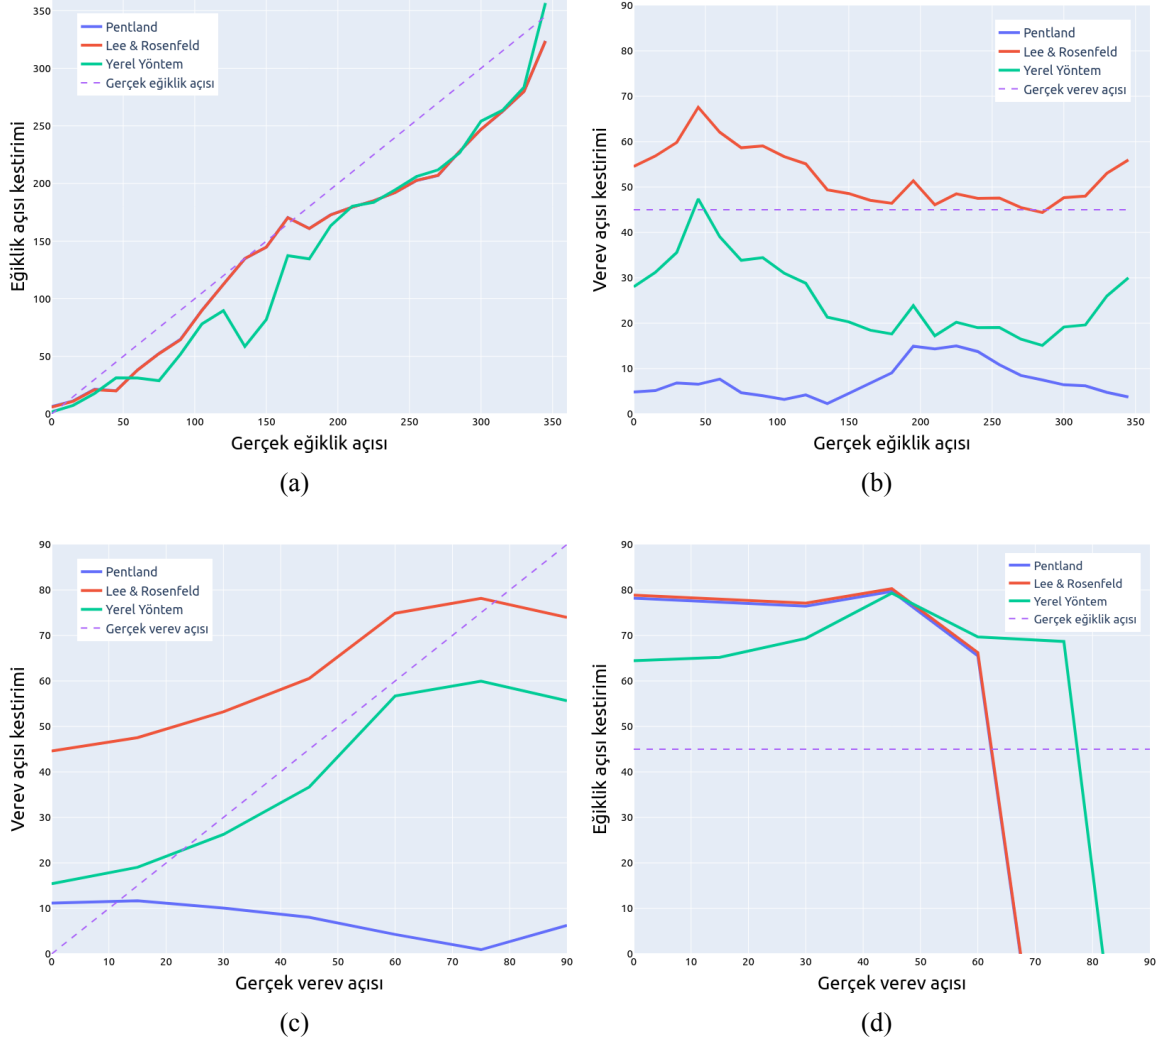 350
300
250
200
150
100
50
0
Eğiklik açısı kestirimi
Pentland
Lee & Rosenfeld
Yerel Yöntem
Gerçek eğiklik açısı
0 50 100 150 200 250 300 350
Gerçek eğiklik açısı
(a)
90
80
70
60
50
40
30
20
10
0
Verev açısı kestirimi
Pentland
Lee & Rosenfeld
Yerel Yöntem
Gerçek verev açısı
0 50 100 150 200 250 300 350
Gerçek eğiklik açısı
(b)
90
80
70
60
50
40
30
20
10
0
Verev açısı kestirimi
Pentland
Lee & Rosenfeld
Yerel Yöntem
Gerçek verev açısı
0 10 20 30 40 50 60 70 80 90
Gerçek verev açısı
(c)
90
80
70
60
50
40
30
20
10
0
Eğiklik açısı kestirimi
Pentland
Lee & Rosenfeld
Yerel Yöntem
Gerçek eğiklik açısı
0 10 20 30 40 50 60 70 80 90
Gerçek verev açısı
(d)